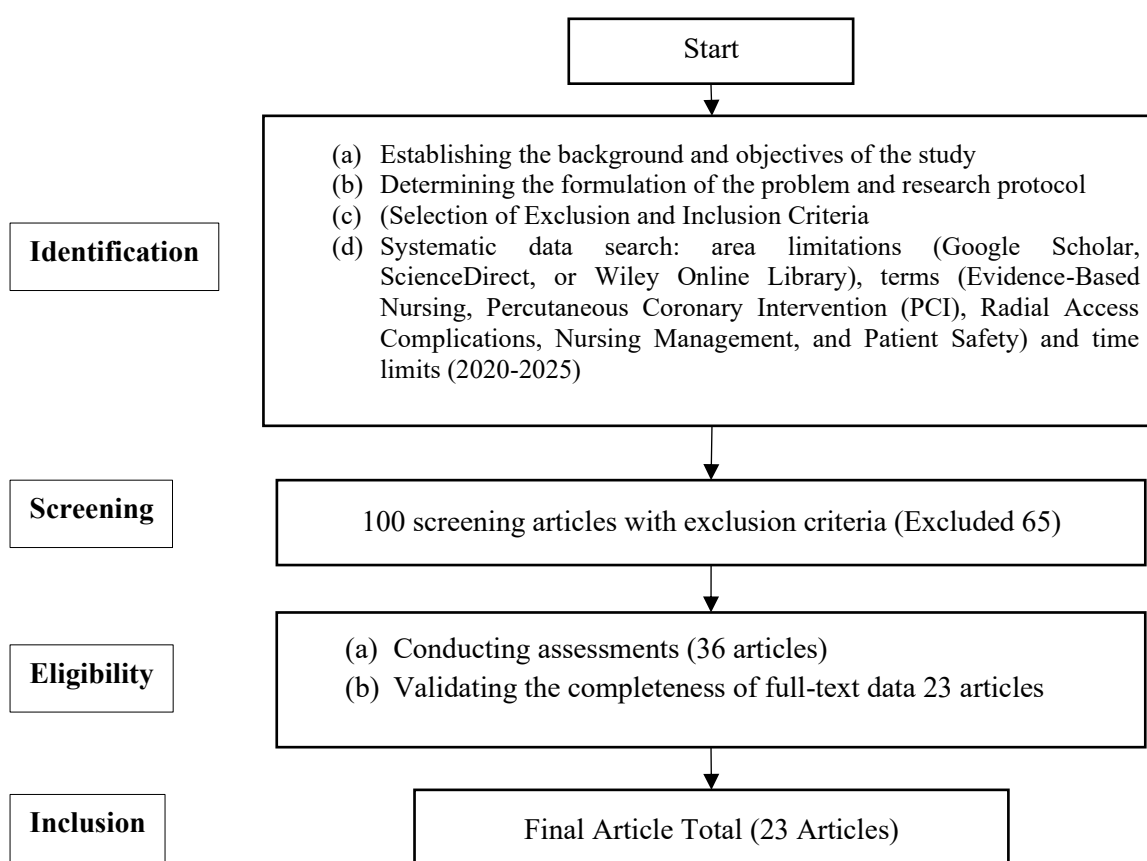 Start
Identification
(a) Establishing the background and objectives of the study
(b) Determining the formulation of the problem and research protocol
(c) (Selection of Exclusion and Inclusion Criteria
(d) Systematic data search: area limitations (Google Scholar,
ScienceDirect, or Wiley Online Library), terms (Evidence-Based
Nursing, Percutaneous Coronary Intervention (PCI), Radial Access
Complications, Nursing Management, and Patient Safety) and time
limits (2020-2025)
Screening
100 screening articles with exclusion criteria (Excluded 65)
Eligibility
(a) Conducting assessments (36 articles)
(b) Validating the completeness of full-text data 23 articles
Inclusion
Final Article Total (23 Articles)